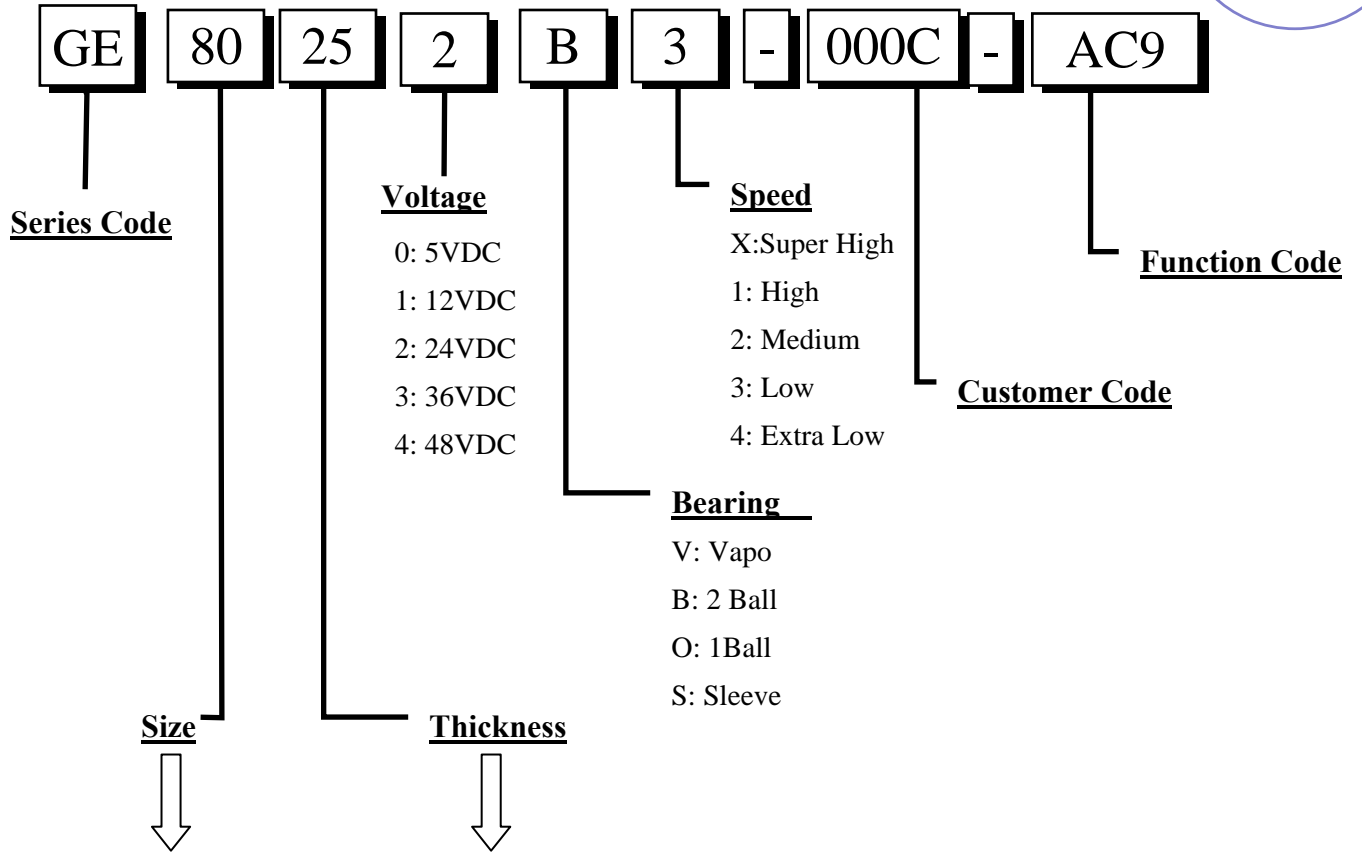 GE 80 25 2 B 3 - 000C - AC9
Series Code
Voltage
0: 5VDC
1: 12VDC
2: 24VDC
3: 36VDC
4: 48VDC
Speed
X:Super High
1: High
2: Medium
3: Low
4: Extra Low
Function Code
Customer Code
Bearing
V: Vapo
B: 2 Ball
O: 1Ball
S: Sleeve
Size
Thickness